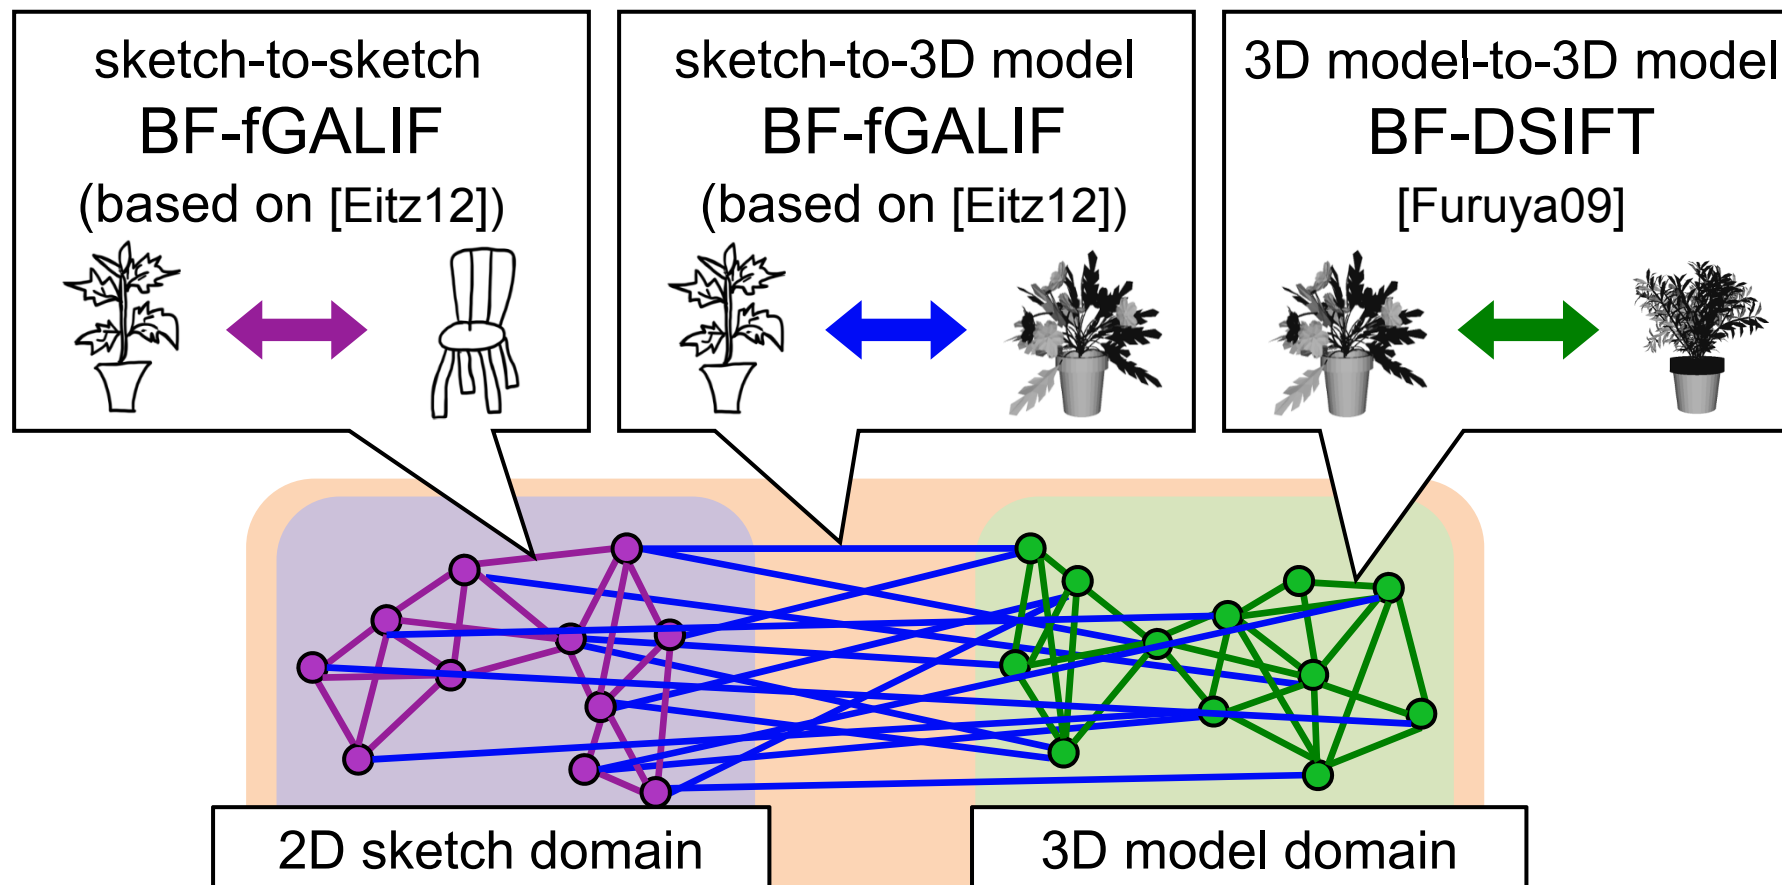 sketch-to-sketch
BF-fGALIF
(based on [Eitz12])
sketch-to-3D model
BF-fGALIF
(based on [Eitz12])
3D model-to-3D model
BF-DSIFT
[Furuya09]
2D sketch domain
3D model domain